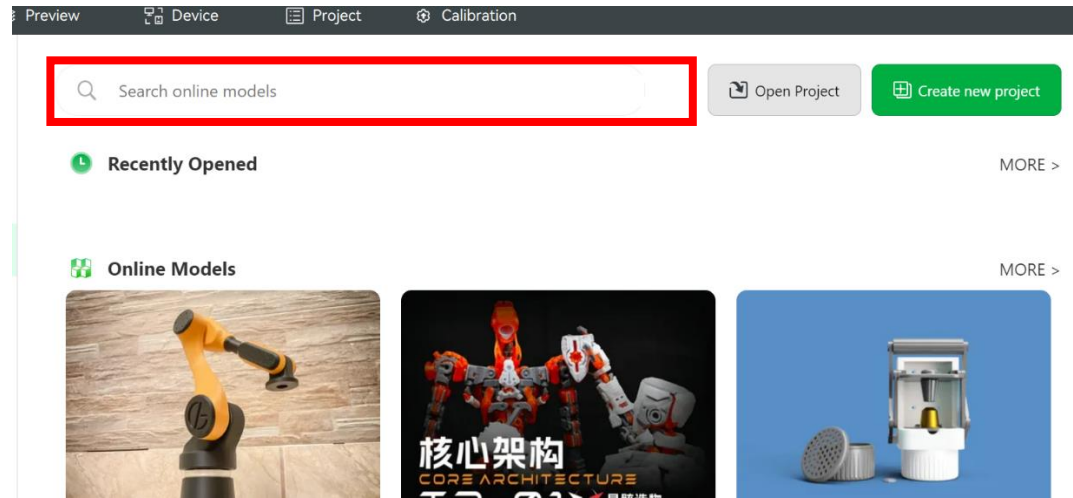 Preview Device Project Calibration
Search online models Open Project Create new project
Recently Opened MORE >
Online Models MORE >
核心架构
CORE ARCHITECTURE